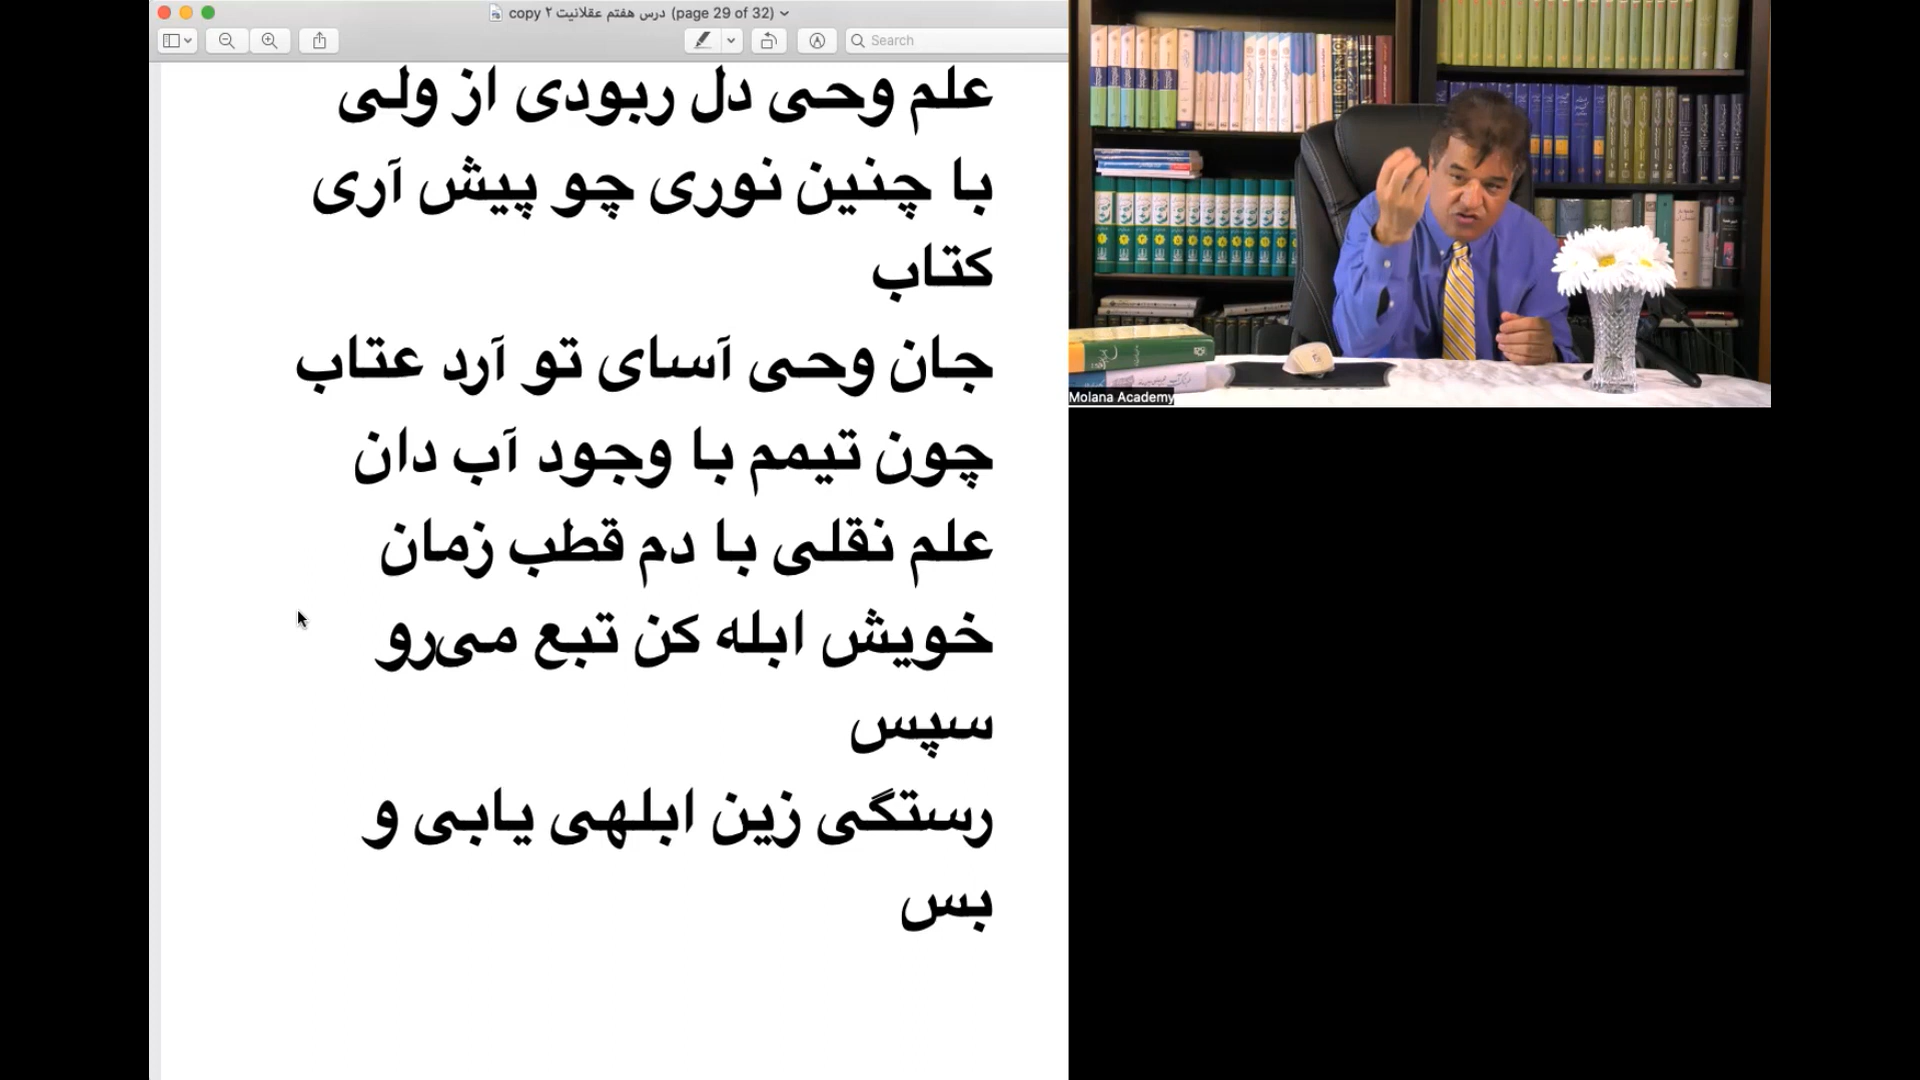 copy ۲ درس هفتم عقلانیت (page 29 of 32)
Search
علم وحی دل ربودی از ولی
با چنین نوری چو پیش آری
کتاب
جان وحی آسای تو آرد عتاب
چون تیمم با وجود آب دان
علم نقلی با دم قطب زمان
خویش ابله کن تبع می‌رو
سپس
رستگی زین ابلهی یابی و
بس
Molana Academy